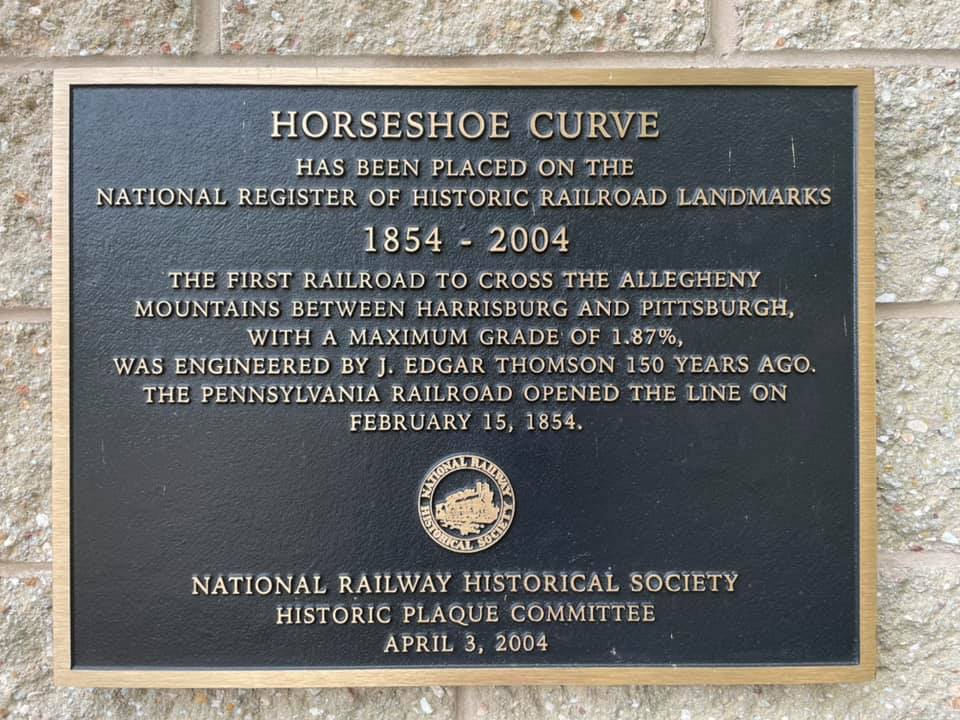 HORSESHOE CURVE
HAS BEEN PLACED ON THE
NATIONAL REGISTER OF HISTORIC RAILROAD LANDMARKS
1854 - 2004
THE FIRST RAILROAD TO CROSS THE ALLEGHENY
MOUNTAINS BETWEEN HARRISBURG AND PITTSBURGH,
WITH A MAXIMUM GRADE OF 1.87%,
WAS ENGINEERED BY J. EDGAR THOMSON 150 YEARS AGO.
THE PENNSYLVANIA RAILROAD OPENED THE LINE ON
FEBRUARY 15, 1854.
NATIONAL RAILWAY
HISTORICAL SOCIETY
NATIONAL RAILWAY HISTORICAL SOCIETY
HISTORIC PLAQUE COMMITTEE
APRIL 3, 2004